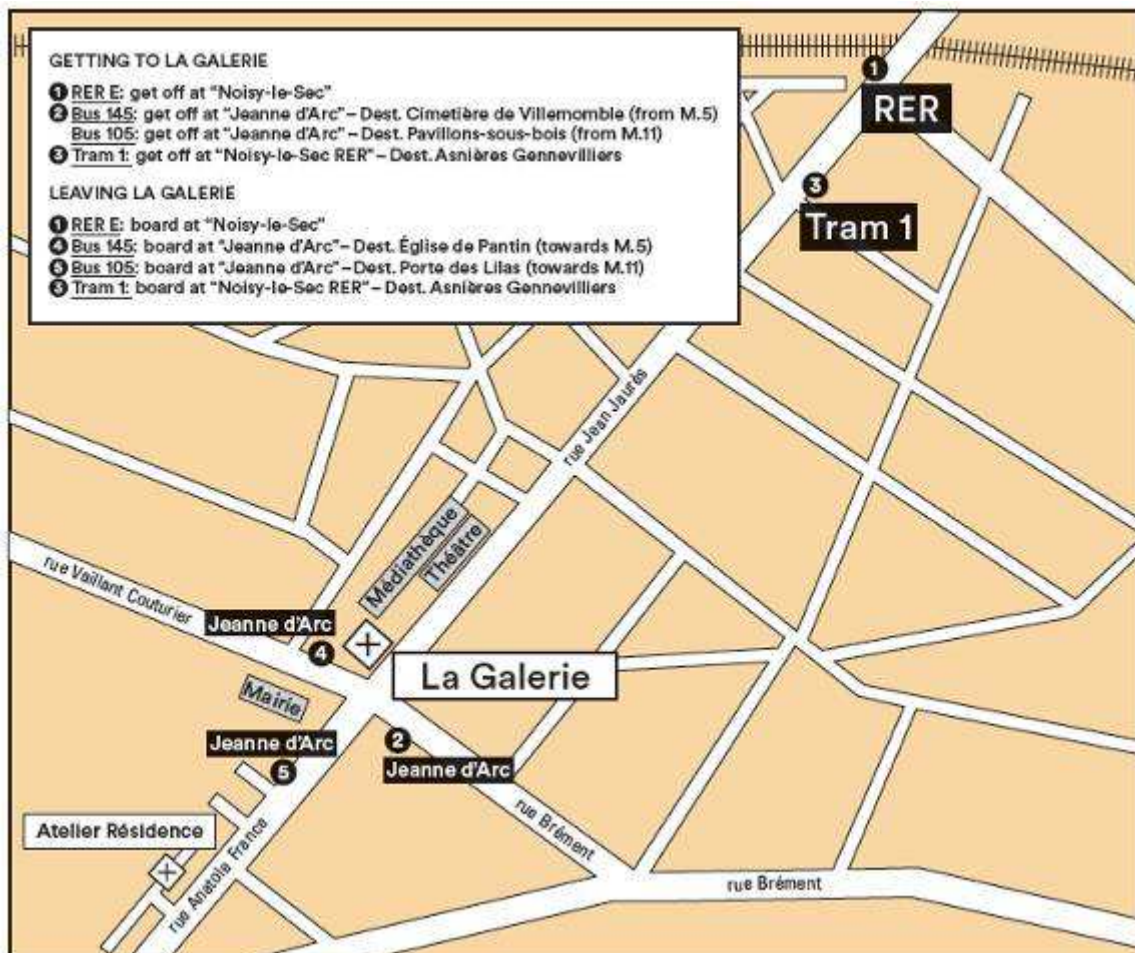 GETTING TO LA GALERIE
1 RER E: get off at “Noisy-le-Sec”
2 Bus 145: get off at “Jeanne d’Arc” – Dest. Cimetière de Villemomble (from M.5)
Bus 105: get off at “Jeanne d’Arc” – Dest. Pavillons-sous-bois (from M.11)
3 Tram 1: get off at “Noisy-le-Sec RER” – Dest. Asnières Gennevilliers
LEAVING LA GALERIE
1 RER E: board at “Noisy-le-Sec”
4 Bus 145: board at “Jeanne d’Arc” – Dest. Église de Pantin (towards M.5)
5 Bus 105: board at “Jeanne d’Arc” – Dest. Porte des Lilas (towards M.11)
3 Tram 1: board at “Noisy-le-Sec RER” – Dest. Asnières Gennevilliers
1
RER
3
Tram 1
rue Jean Jaurès
Médiathèque
Théâtre
rue Vaillant Couturier
Jeanne d’Arc
4
La Galerie
Mairie
Jeanne d’Arc
5
2
Jeanne d’Arc
rue Brément
Atelier Résidence
rue Anatole France
rue Brément